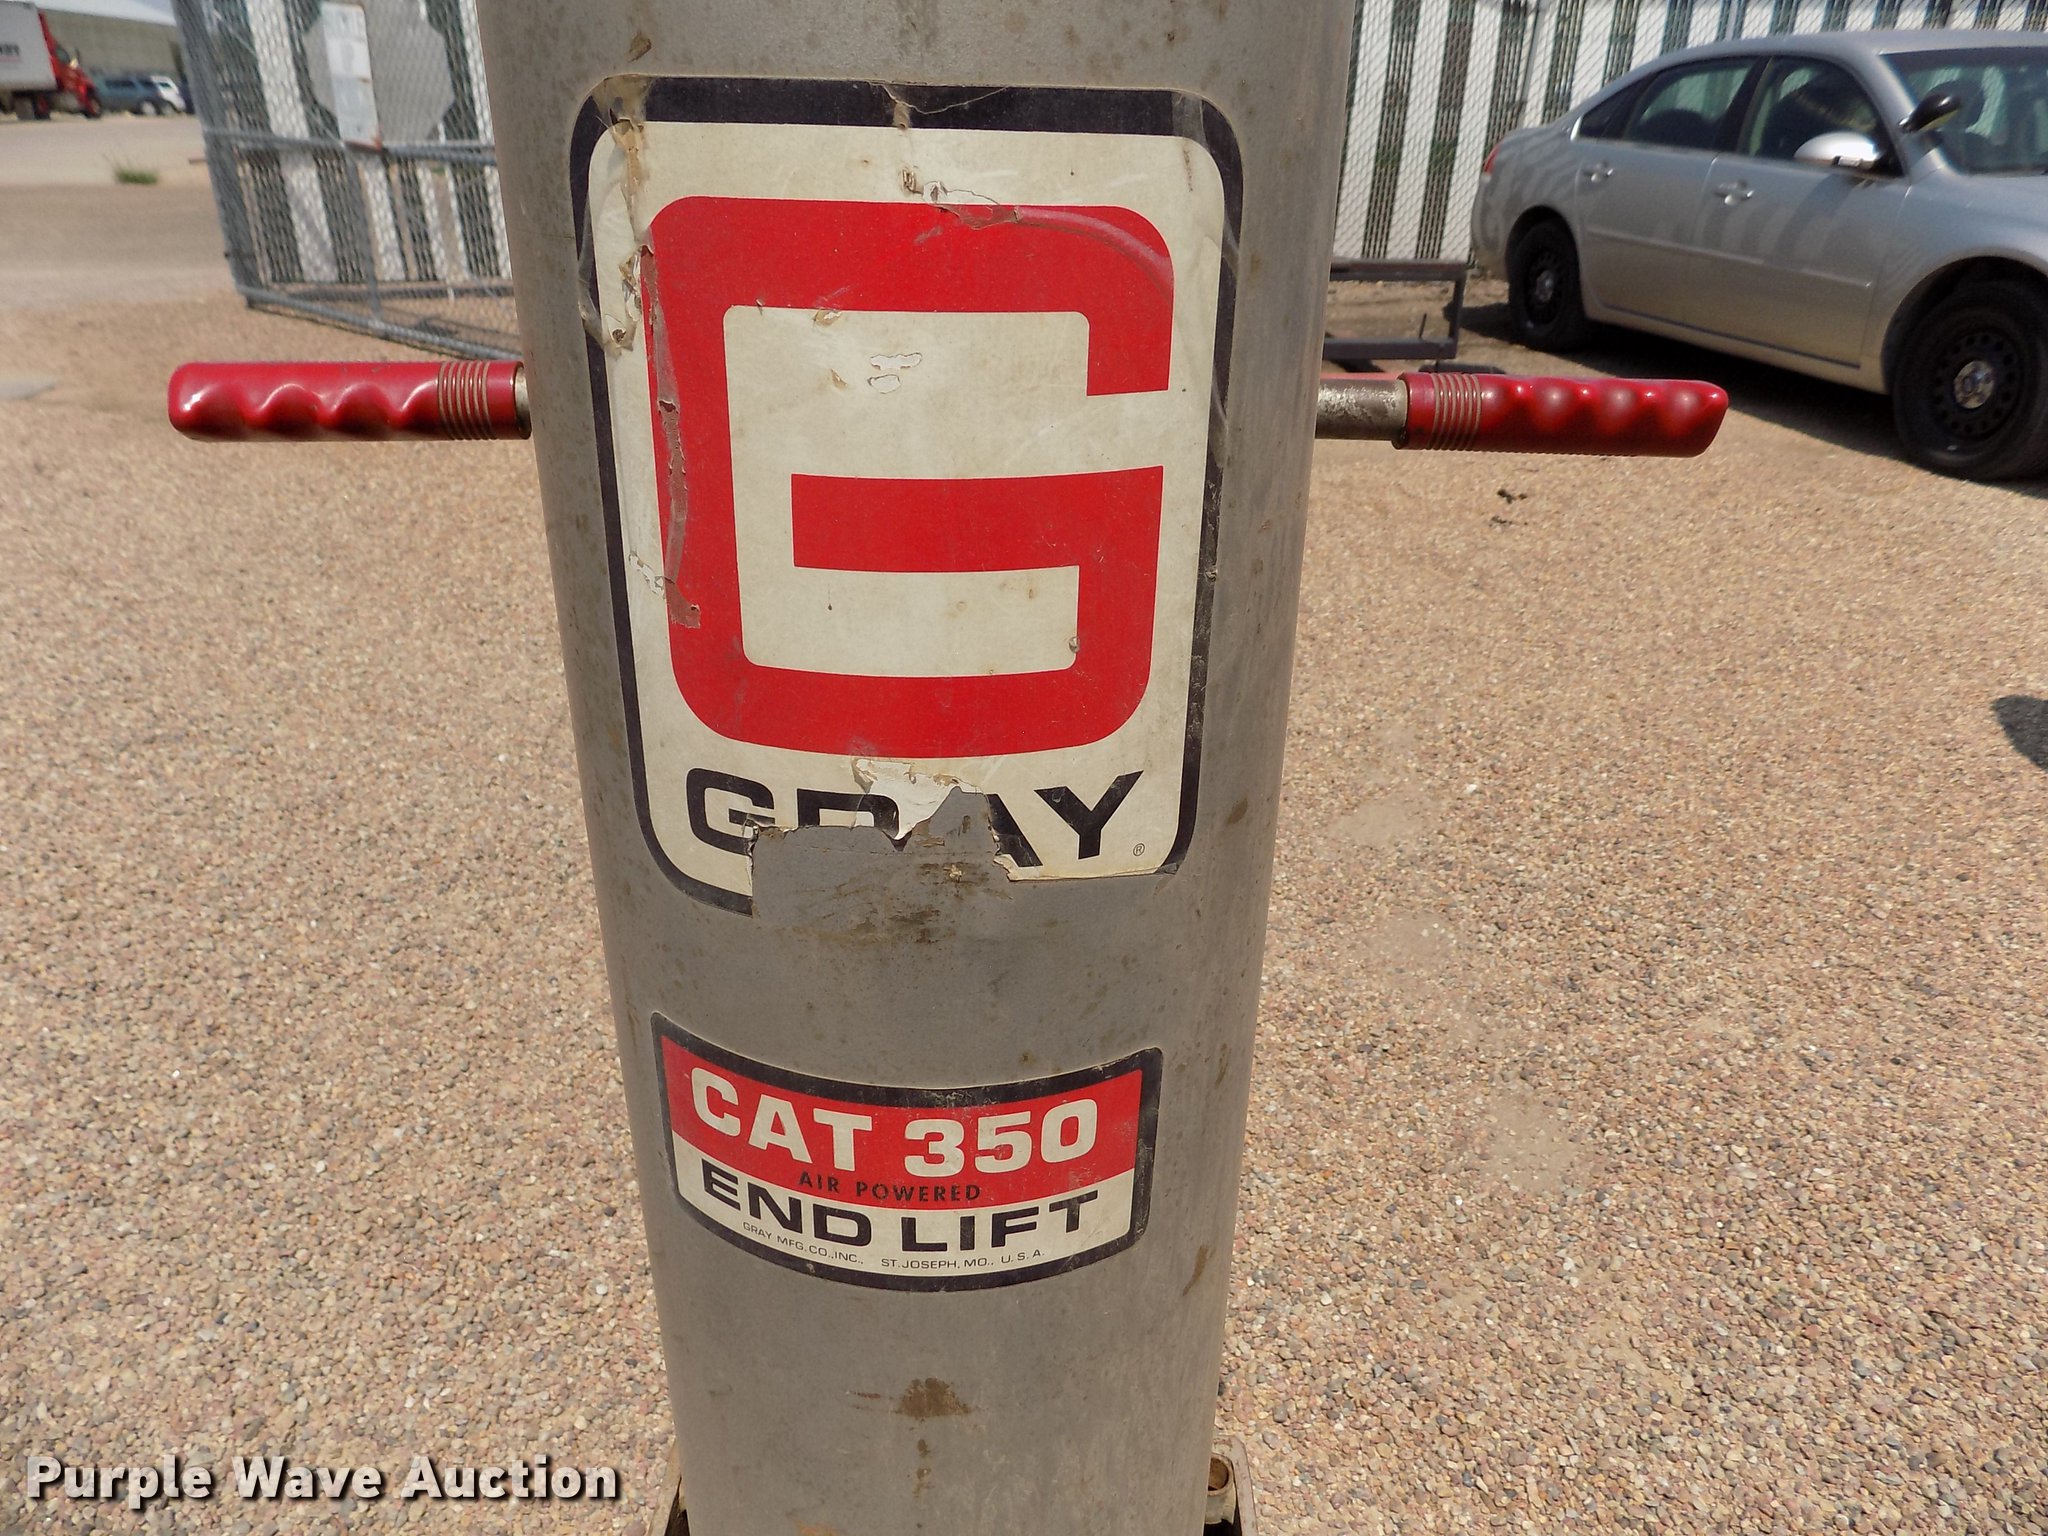 G
GRAY
®
CAT 350
AIR POWERED
END LIFT
GRAY MFG. CO., INC., ST. JOSEPH, MO., U. S. A.
Purple Wave Auction